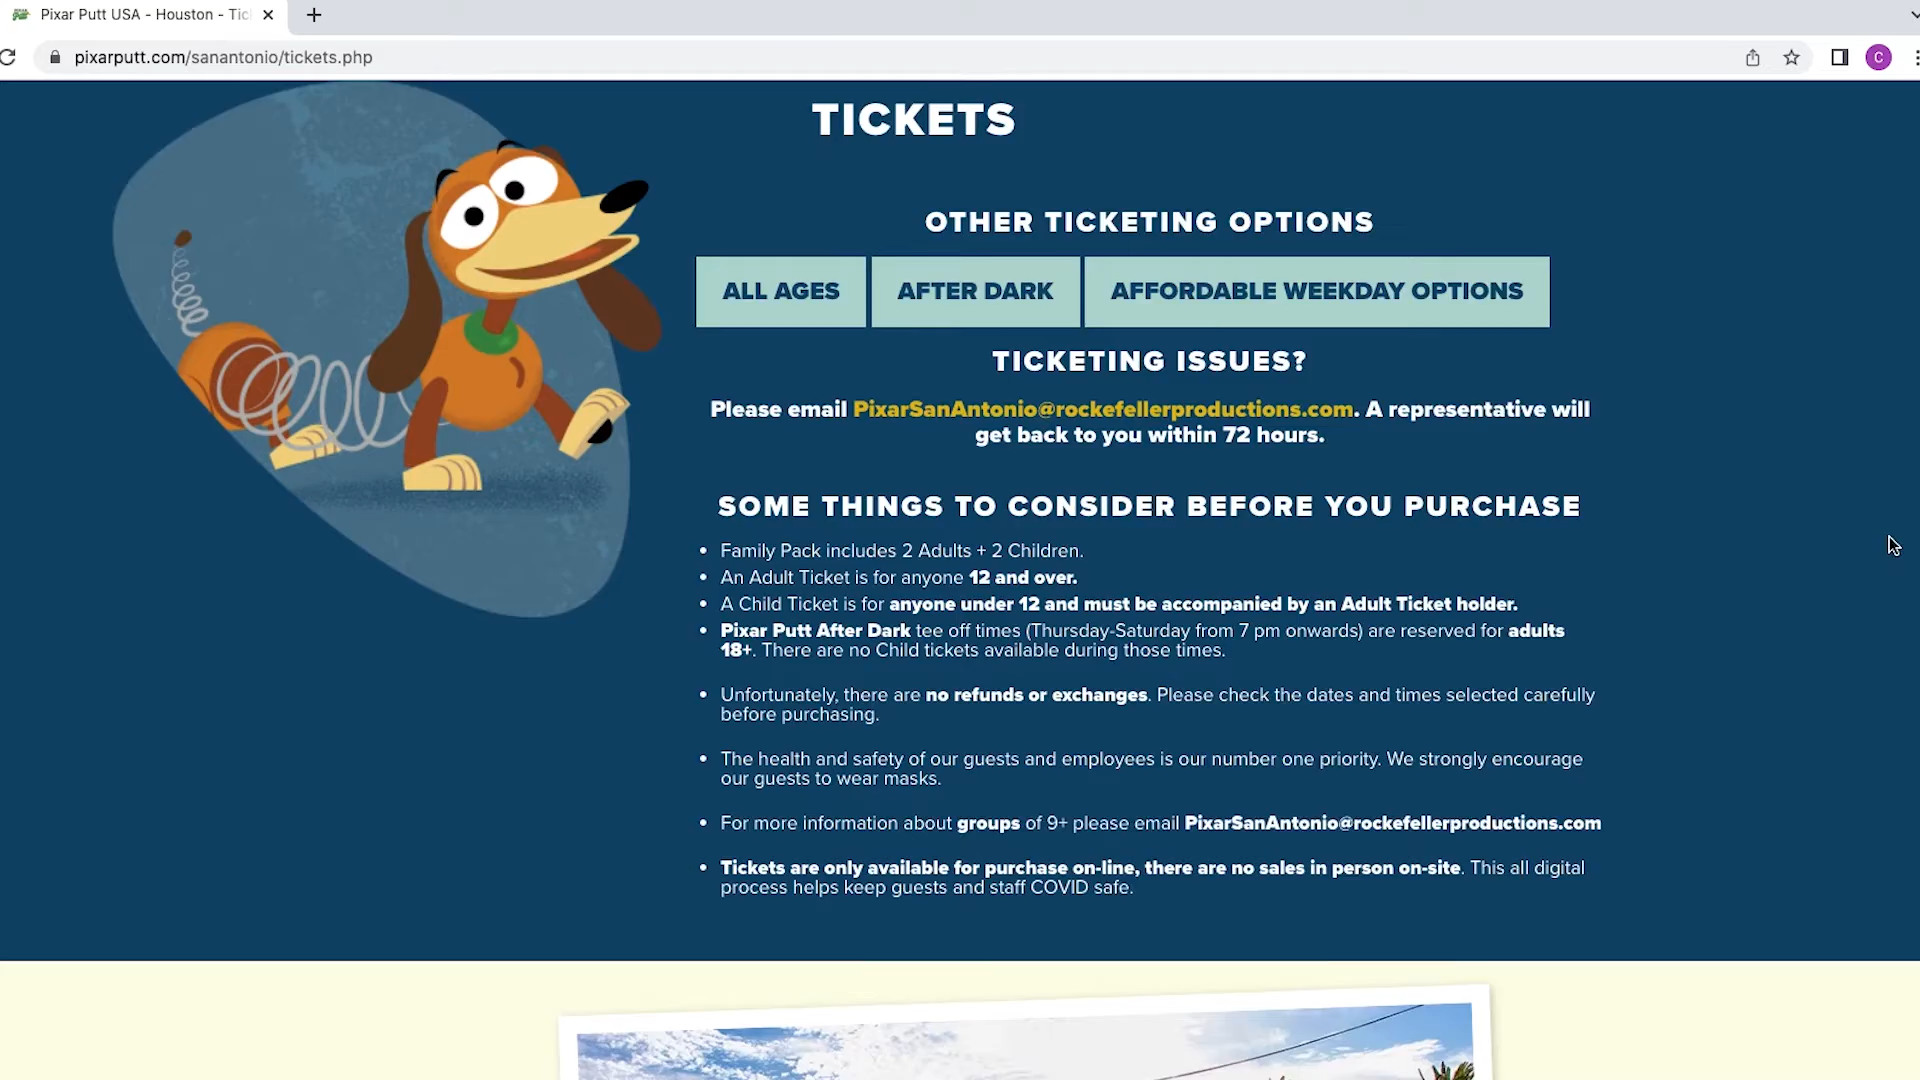 Pixar Putt USA - Houston - Tic
pixarputt.com/sanantonio/tickets.php
C
TICKETS
OTHER TICKETING OPTIONS
ALL AGES
AFTER DARK
AFFORDABLE WEEKDAY OPTIONS
TICKETING ISSUES?
Please email PixarSanAntonio@rockefellerproductions.com. A representative will
get back to you within 72 hours.
SOME THINGS TO CONSIDER BEFORE YOU PURCHASE
• Family Pack includes 2 Adults + 2 Children.
• An Adult Ticket is for anyone 12 and over.
• A Child Ticket is for anyone under 12 and must be accompanied by an Adult Ticket holder.
• Pixar Putt After Dark tee off times (Thursday-Saturday from 7 pm onwards) are reserved for adults
18+. There are no Child tickets available during those times.
• Unfortunately, there are no refunds or exchanges. Please check the dates and times selected carefully
before purchasing.
• The health and safety of our guests and employees is our number one priority. We strongly encourage
our guests to wear masks.
• For more information about groups of 9+ please email PixarSanAntonio@rockefellerproductions.com
• Tickets are only available for purchase on-line, there are no sales in person on-site. This all digital
process helps keep guests and staff COVID safe.